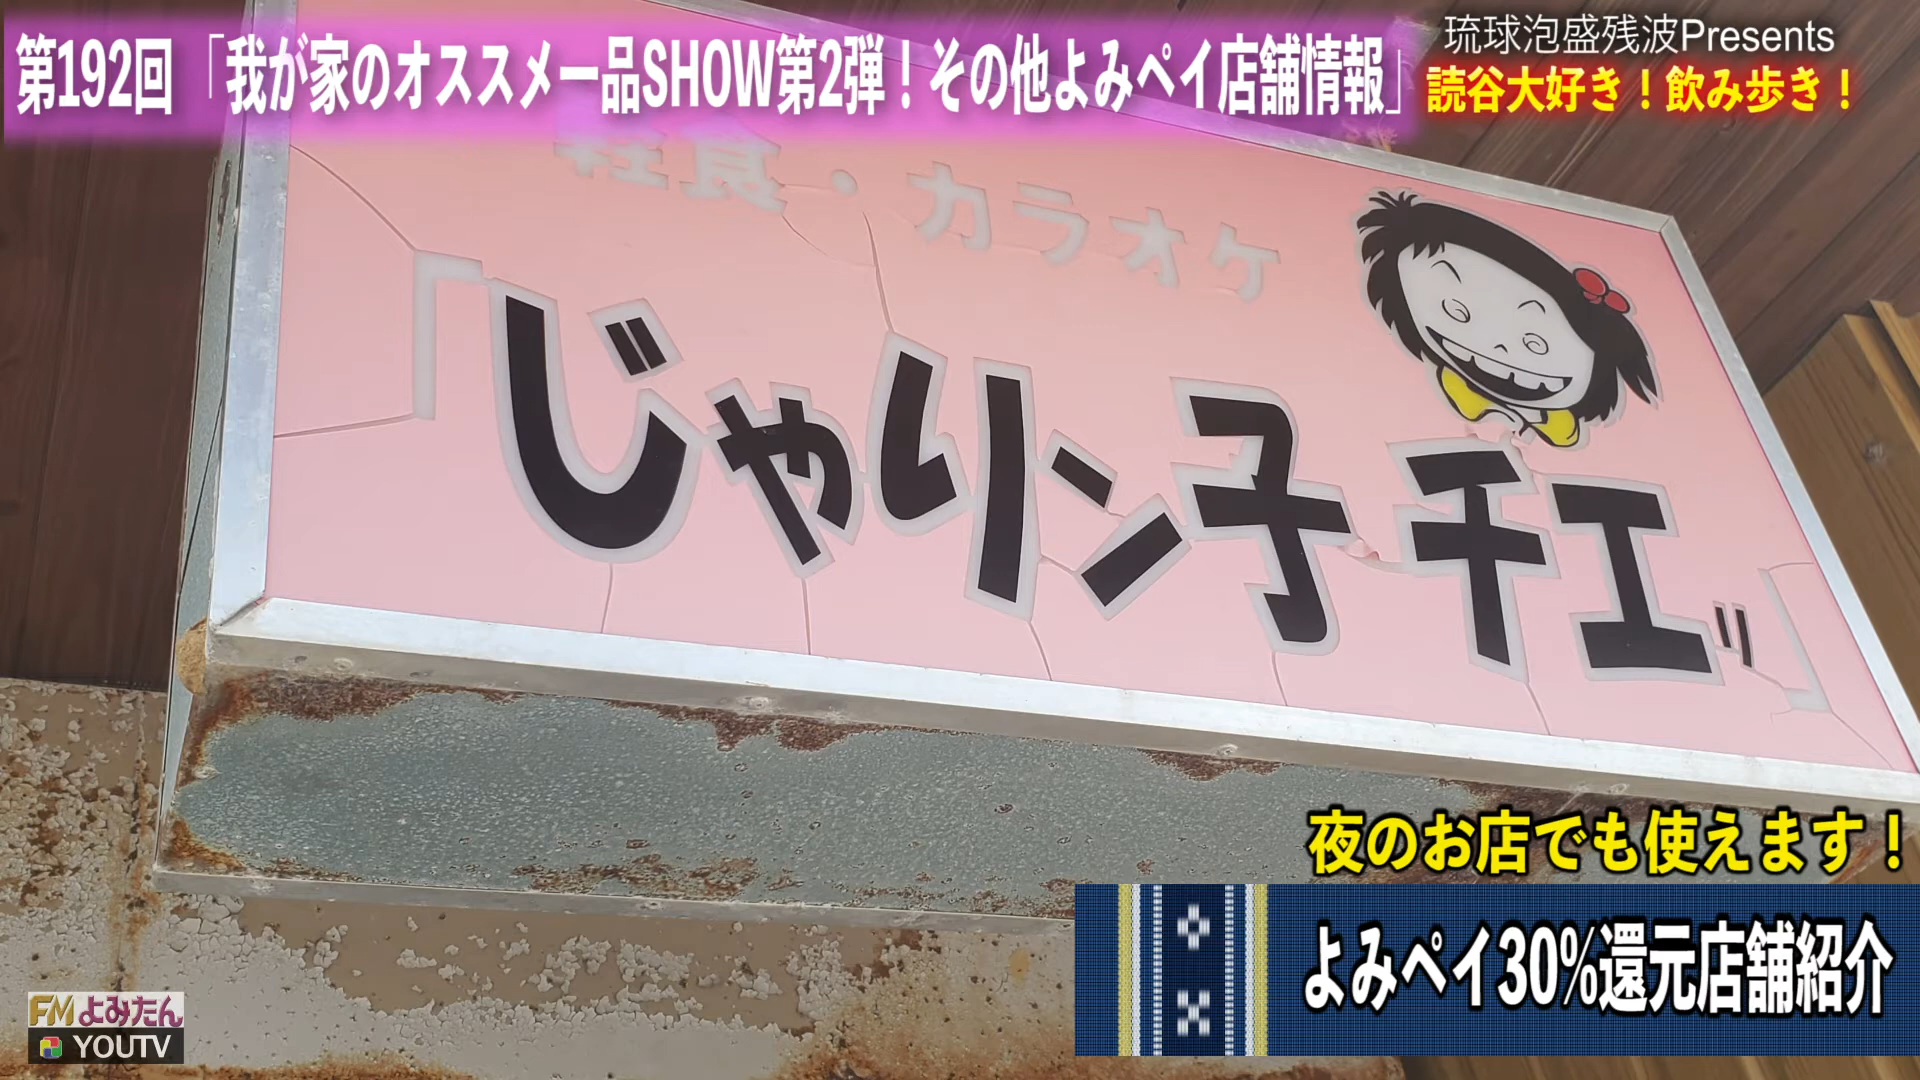 第192回「我が家のオススメ一品SHOW第2弾！その他よみペイ店舗情報」
琉球泡盛残波Presents
読谷大好き！飲み歩き！
軽食・カラオケ
「じゃリン子チエッ」
夜のお店でも使えます！
よみペイ30%還元店舗紹介
FMよみたん
YOUTV